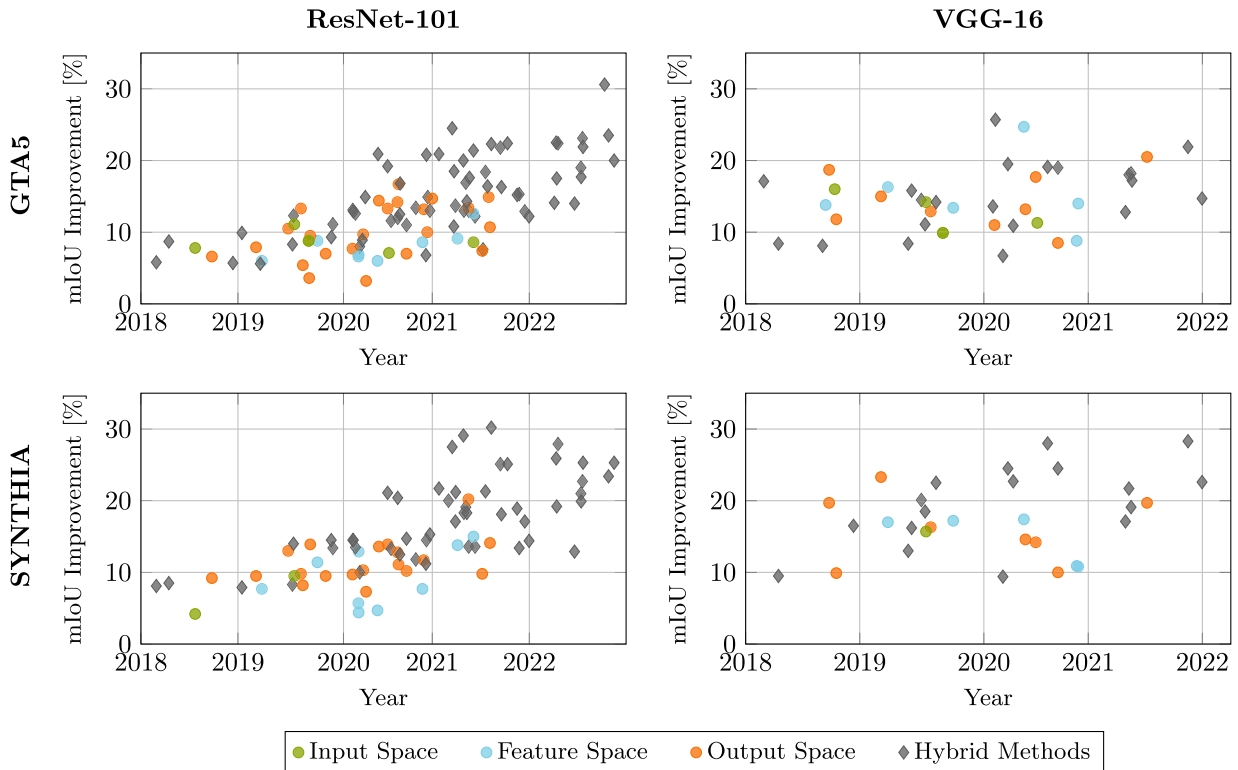 ResNet-101 VGG-16
GTA5
mIoU Improvement [%]
30
20
10
0
2018 2019 2020 2021 2022
Year
mIoU Improvement [%]
30
20
10
0
2018 2019 2020 2021 2022
Year
SYNTHIA
mIoU Improvement [%]
30
20
10
0
2018 2019 2020 2021 2022
Year
mIoU Improvement [%]
30
20
10
0
2018 2019 2020 2021 2022
Year
Input Space Feature Space Output Space Hybrid Methods